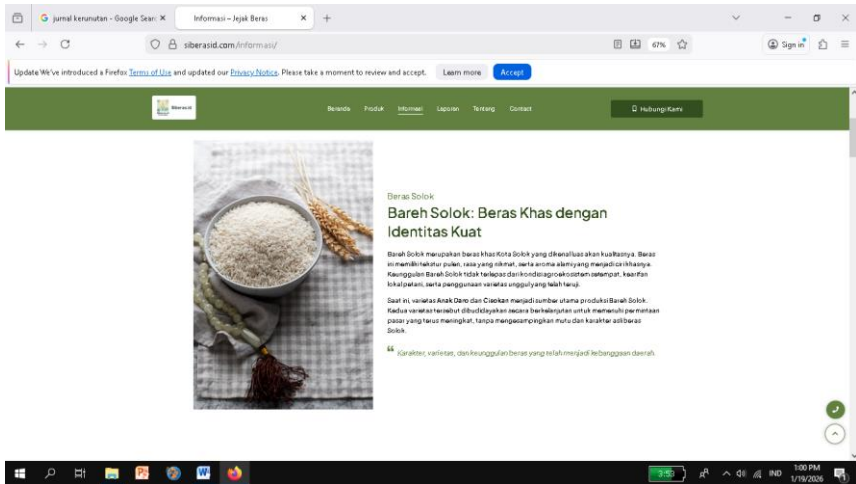 jurnal kerunutan - Google Sear
Informasi – Jejak Beras
siberasid.com/informasi/
67%
Sign in
Update We've introduced a Firefox Terms of Use and updated our Privacy Notice. Please take a moment to review and accept.
Learn more
Accept
Siberas id
Beranda Produk Informasi Laporan Tentang Contact
Hubungi Kami
Beras Solok
Bareh Solok: Beras Khas dengan
Identitas Kuat
Bareh Solok merupakan beras khas Kota Solok yang dikenal luas akan kualitasnya. Beras
ini memiliki tekstur pulen, rasa yang nikmat, serta aroma alami yang menjadi ciri khasnya.
Keunggulan Bareh Solok tidak terlepas dari kondisi agroekosistem setempat, kearifan
lokal petani, serta penggunaan varietas unggul yang telah teruji.
Saat ini, varietas Anak Daro dan Cisokan menjadi sumber utama produksi Bareh Solok.
Kedua varietas tersebut dibudidayakan secara berkelanjutan untuk memenuhi permintaan
pasar yang terus meningkat, tanpa mengesampingkan mutu dan karakter asli beras
Solok.
“ Karakter, varietas, dan keunggulan beras yang telah menjadi kebanggaan daerah.
3:53
IND
1:00 PM
1/19/2026